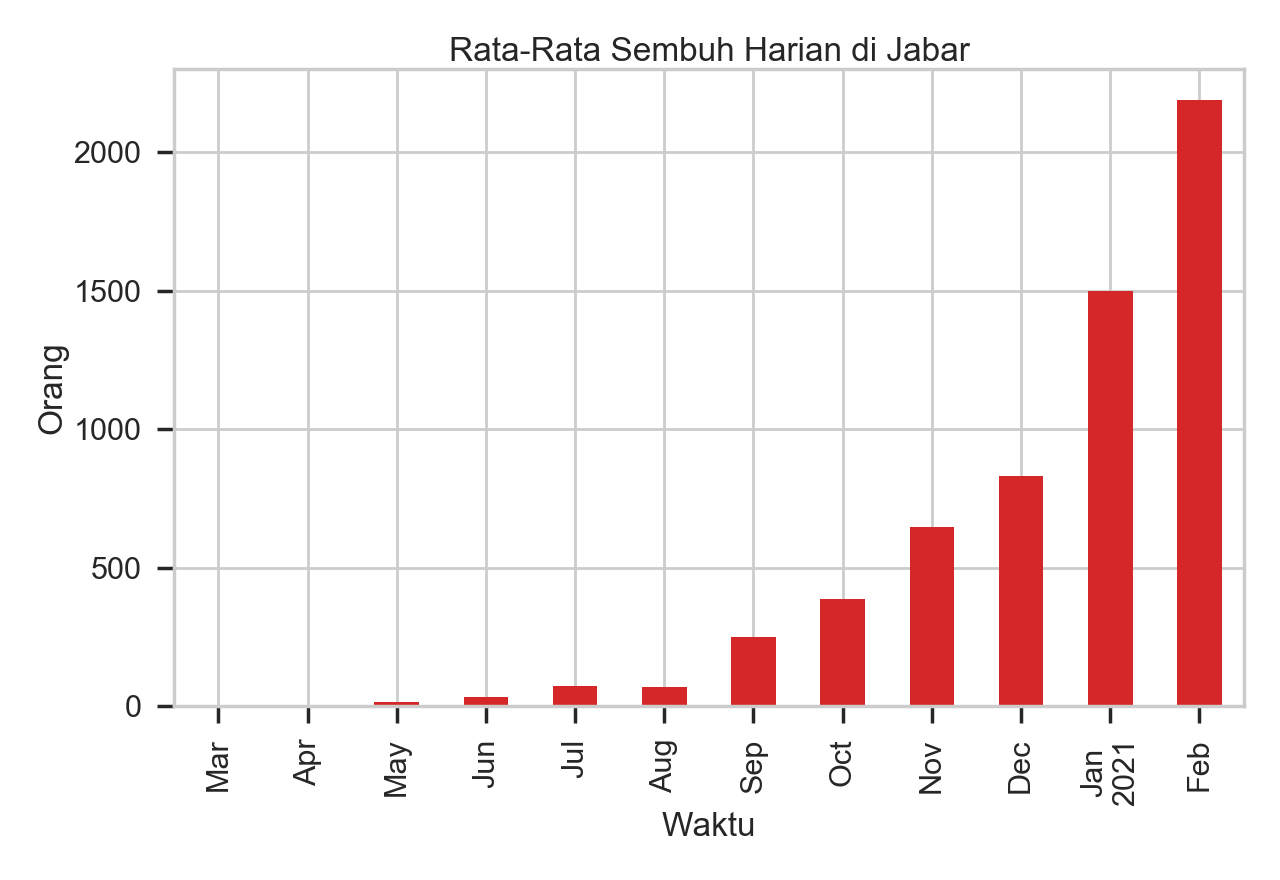 Rata-Rata Sembuh Harian di Jabar
Orang
2000
1500
1000
500
0
Mar
Apr
May
Jun
Jul
Aug
Sep
Oct
Nov
Dec
Jan
2021
Feb
Waktu